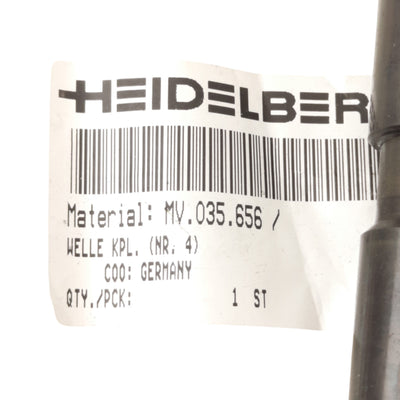 HEIDELBER
Material: MV.035.656 /
WELLE KPL. (NR. 4)
COO: GERMANY
QTY./PCK: 1 ST